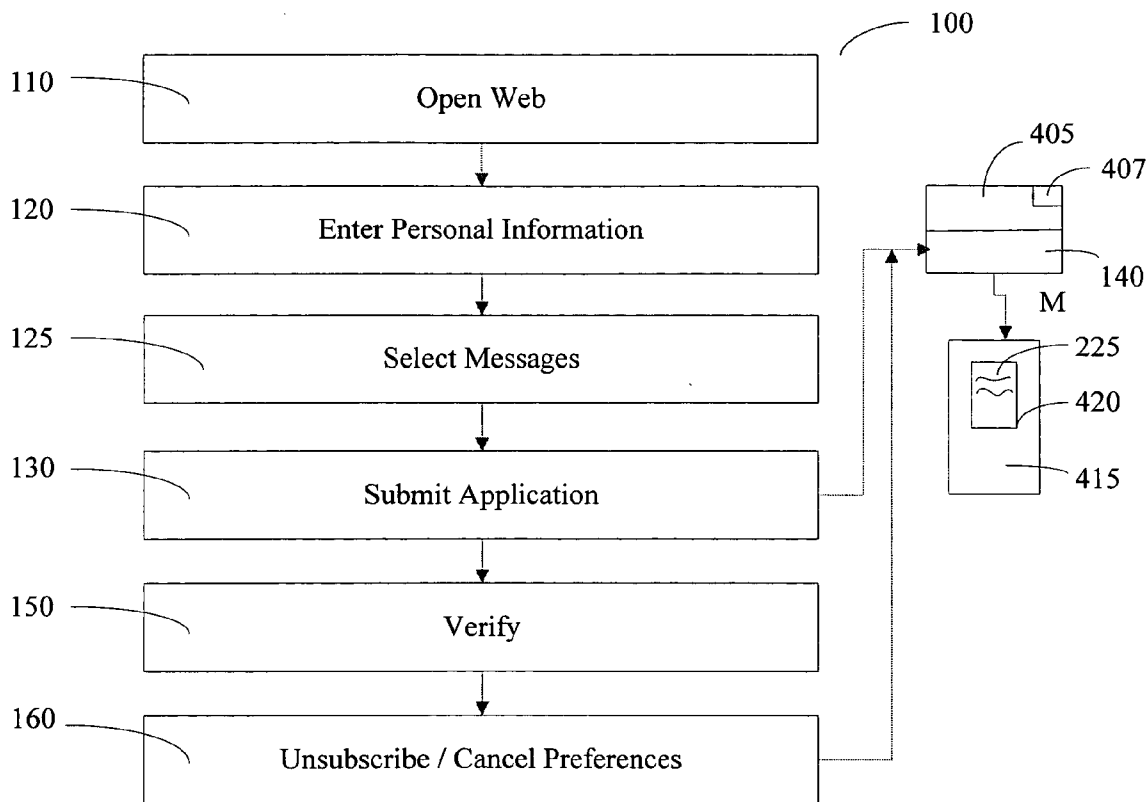 100
110
Open Web
405
407
120
Enter Personal Information
140
M
125
Select Messages
225
420
415
130
Submit Application
150
Verify
160
Unsubscribe / Cancel Preferences